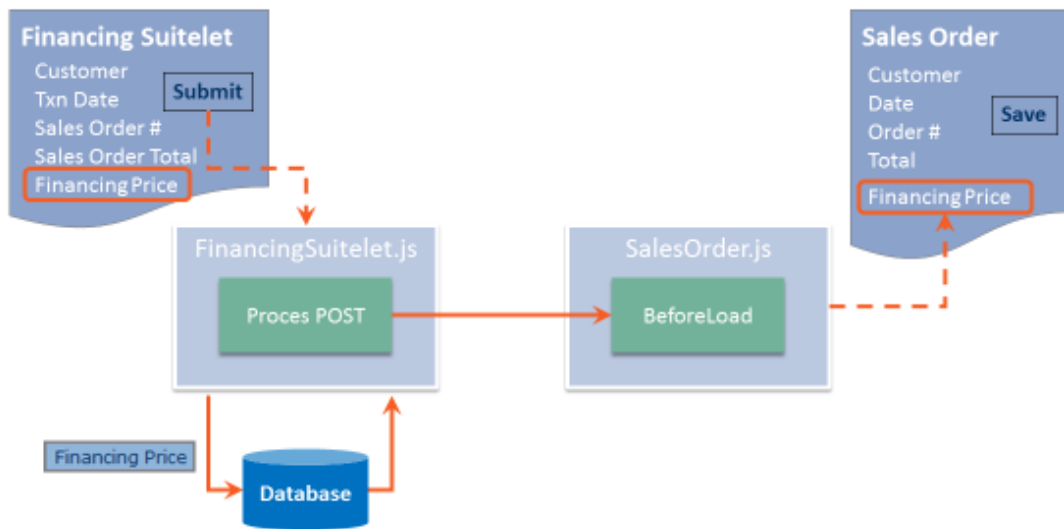 Financing Suitelet
Customer
Txn Date
Submit
Sales Order #
Sales Order Total
Financing Price
Sales Order
Customer
Date
Save
Order #
Total
Financing Price
FinancingSuitelet.js
Proces POST
SalesOrder.js
BeforeLoad
Financing Price
Database